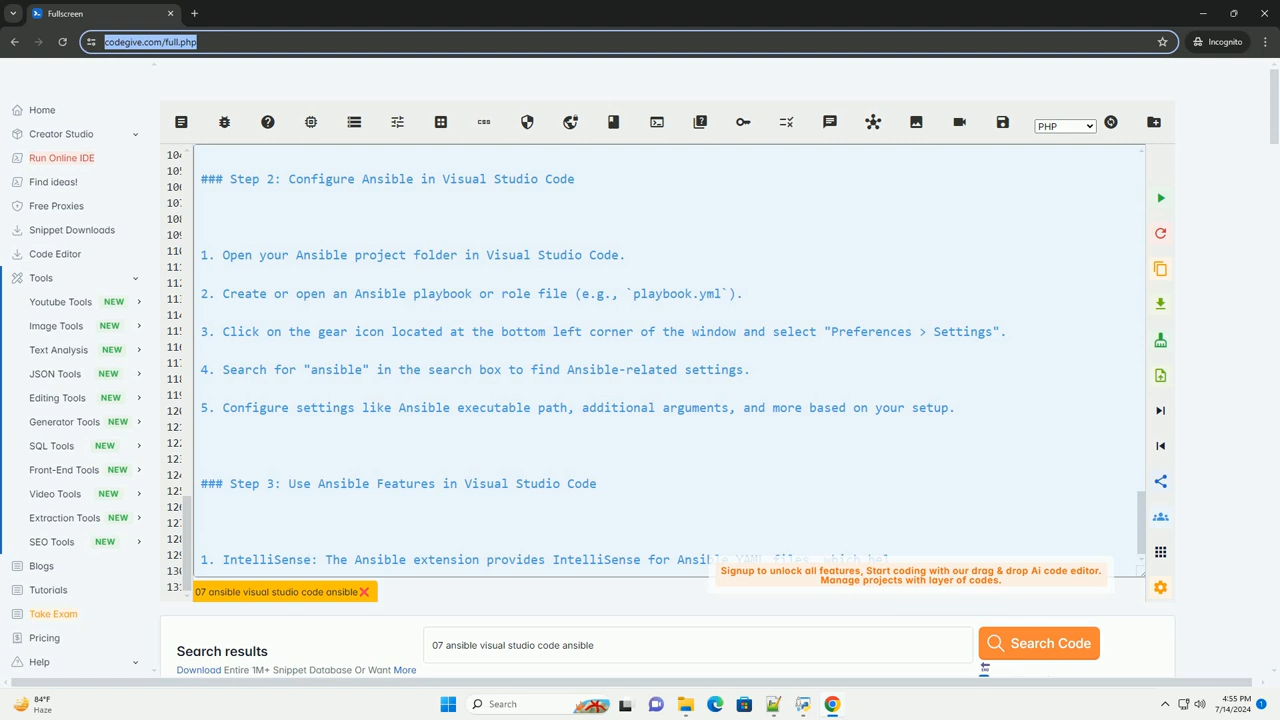 Fullscreen
codegive.com/full.php
Incognito
Home
Creator Studio
Run Online IDE
Find ideas!
Free Proxies
Snippet Downloads
Code Editor
Tools
Youtube Tools NEW
Image Tools NEW
Text Analysis NEW
JSON Tools NEW
Editing Tools NEW
Generator Tools NEW
SQL Tools NEW
Front-End Tools NEW
Video Tools NEW
Extraction Tools NEW
SEO Tools NEW
Blogs
Tutorials
Take Exam
Pricing
Help
css
PHP
### Step 2: Configure Ansible in Visual Studio Code
1. Open your Ansible project folder in Visual Studio Code.
2. Create or open an Ansible playbook or role file (e.g., `playbook.yml`).
3. Click on the gear icon located at the bottom left corner of the window and select "Preferences > Settings".
4. Search for "ansible" in the search box to find Ansible-related settings.
5. Configure settings like Ansible executable path, additional arguments, and more based on your setup.
### Step 3: Use Ansible Features in Visual Studio Code
1. IntelliSense: The Ansible extension provides IntelliSense for Ansible YAML files, which hel
Signup to unlock all features, Start coding with our drag & drop Ai code editor.
Manage projects with layer of codes.
07 ansible visual studio code ansible
Search results
Download Entire 1M+ Snippet Database Or Want More
07 ansible visual studio code ansible
Search Code
84°F
Haze
Search
4:55 PM
7/14/2024